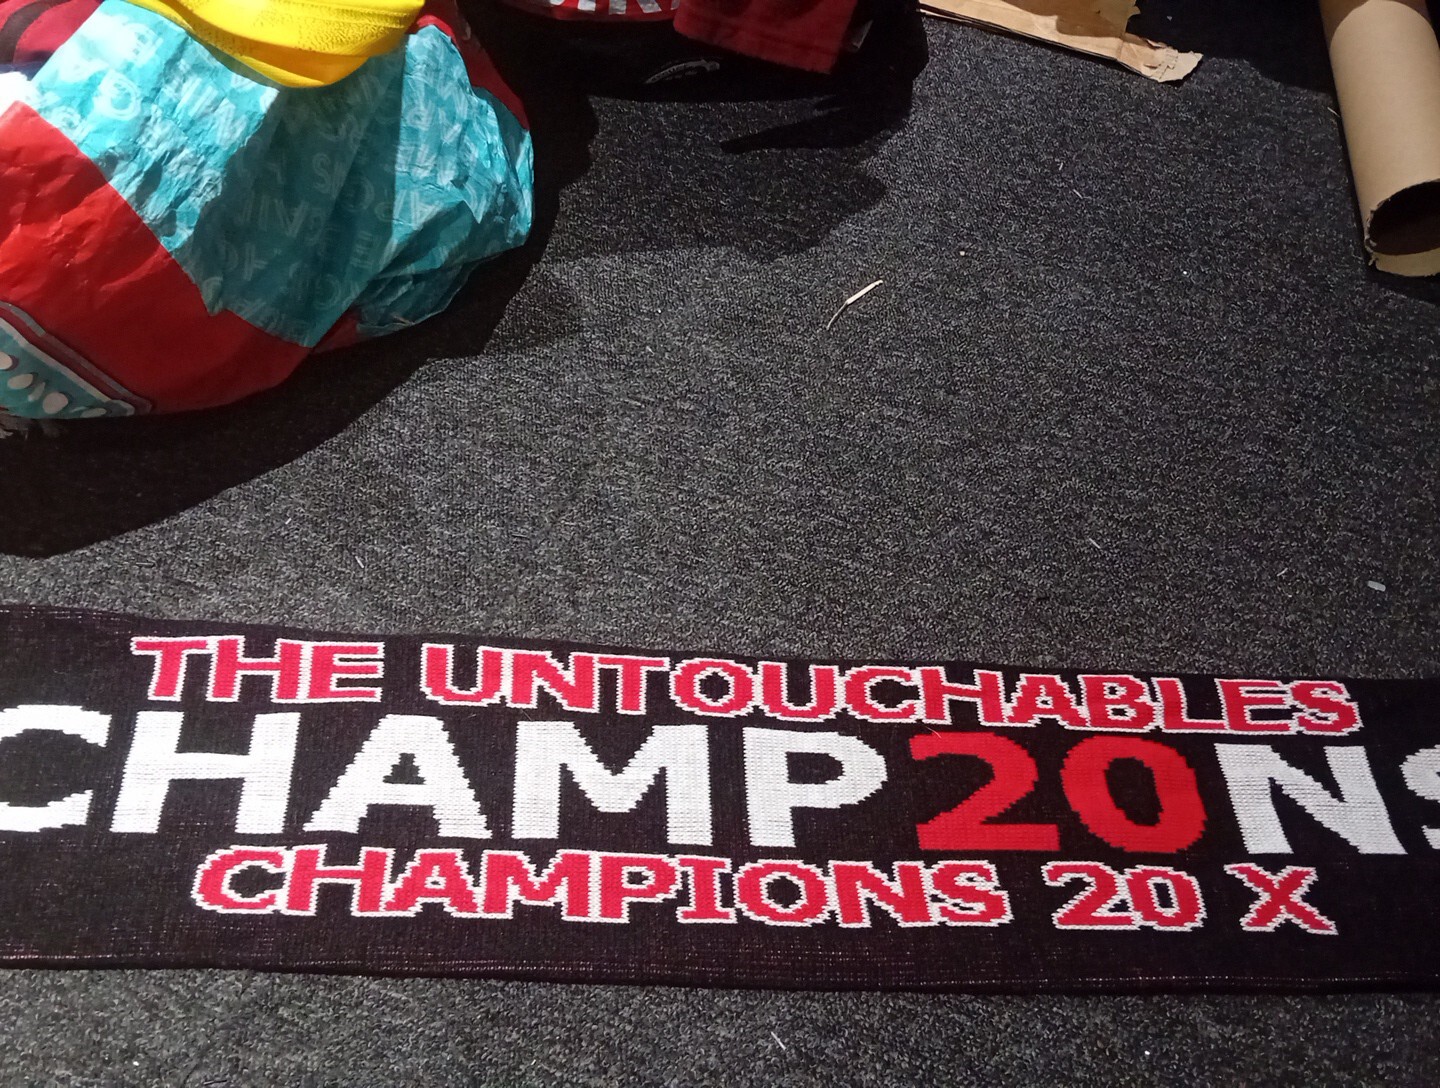 THE UNTOUCHABLES
CHAMP20NS
CHAMPIONS 20 X